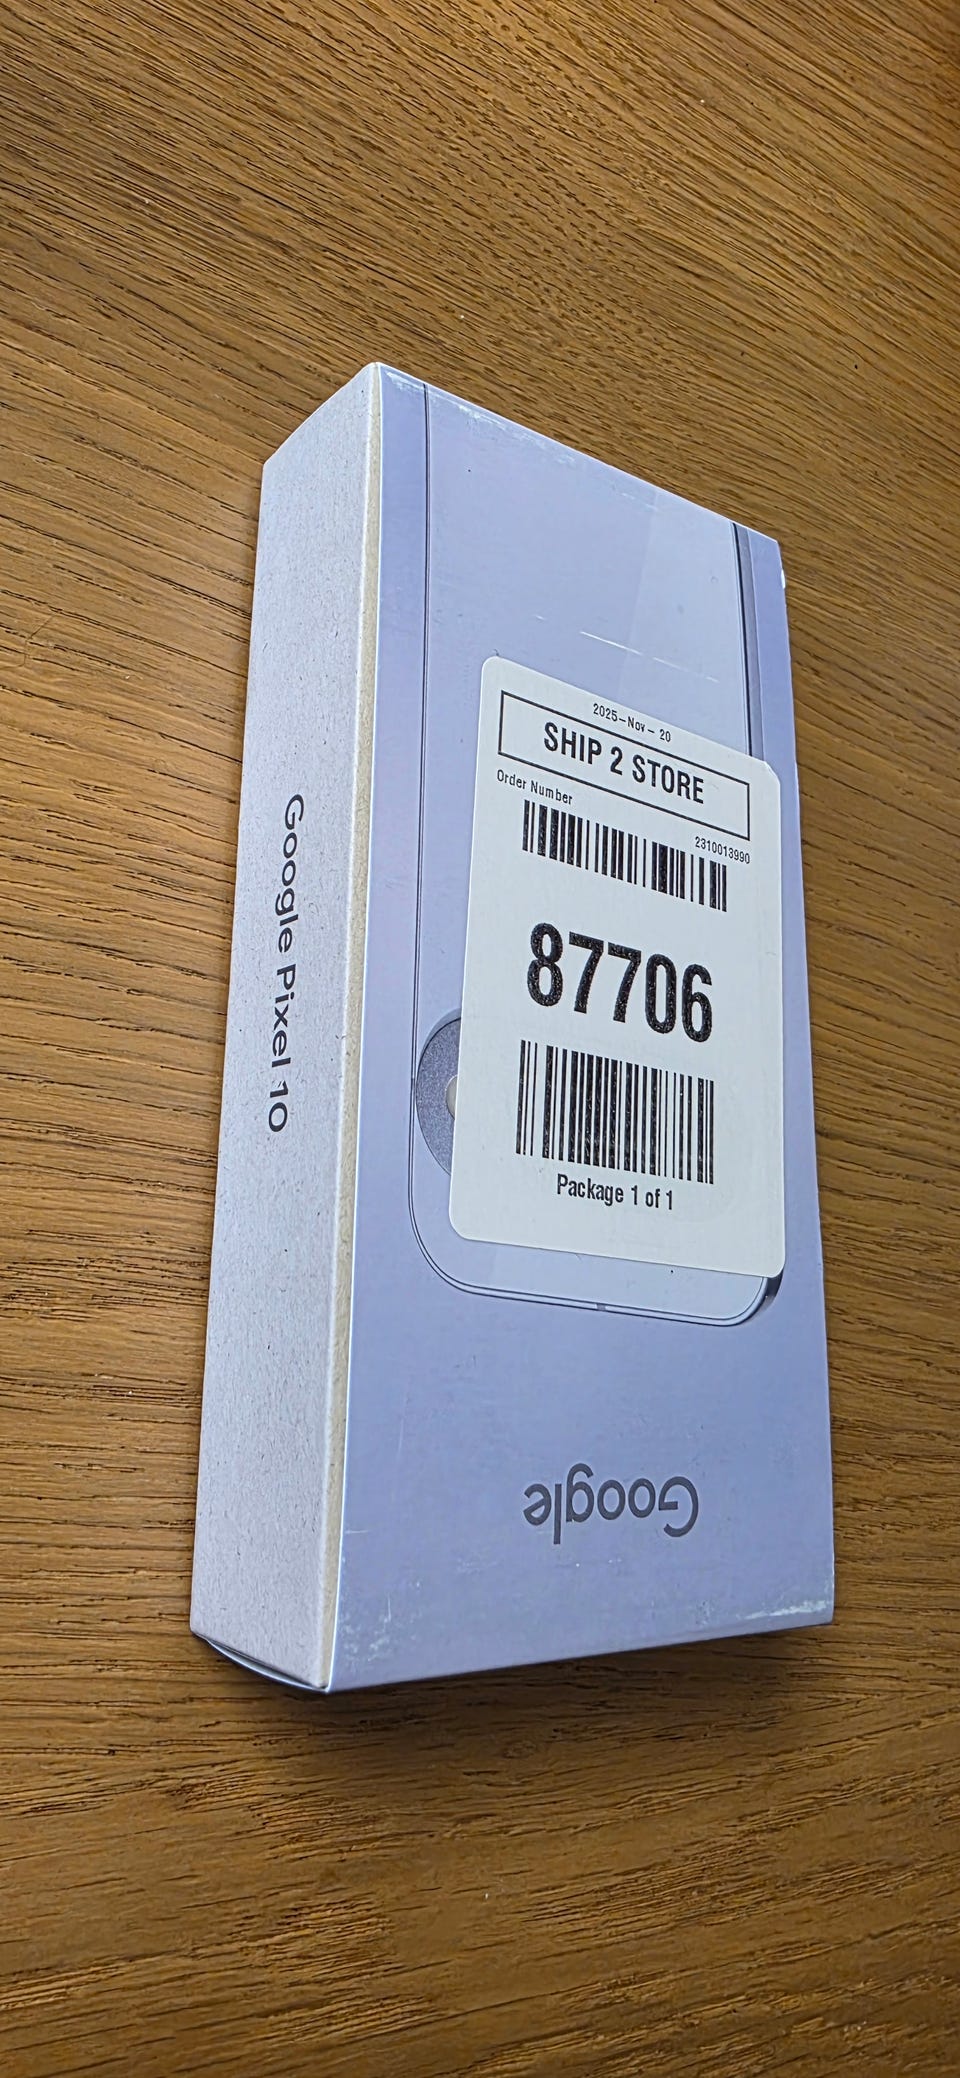 2025-Nov-20
SHIP 2 STORE
Order Number
2310013990
87706
Package 1 of 1
Google Pixel 10
Google